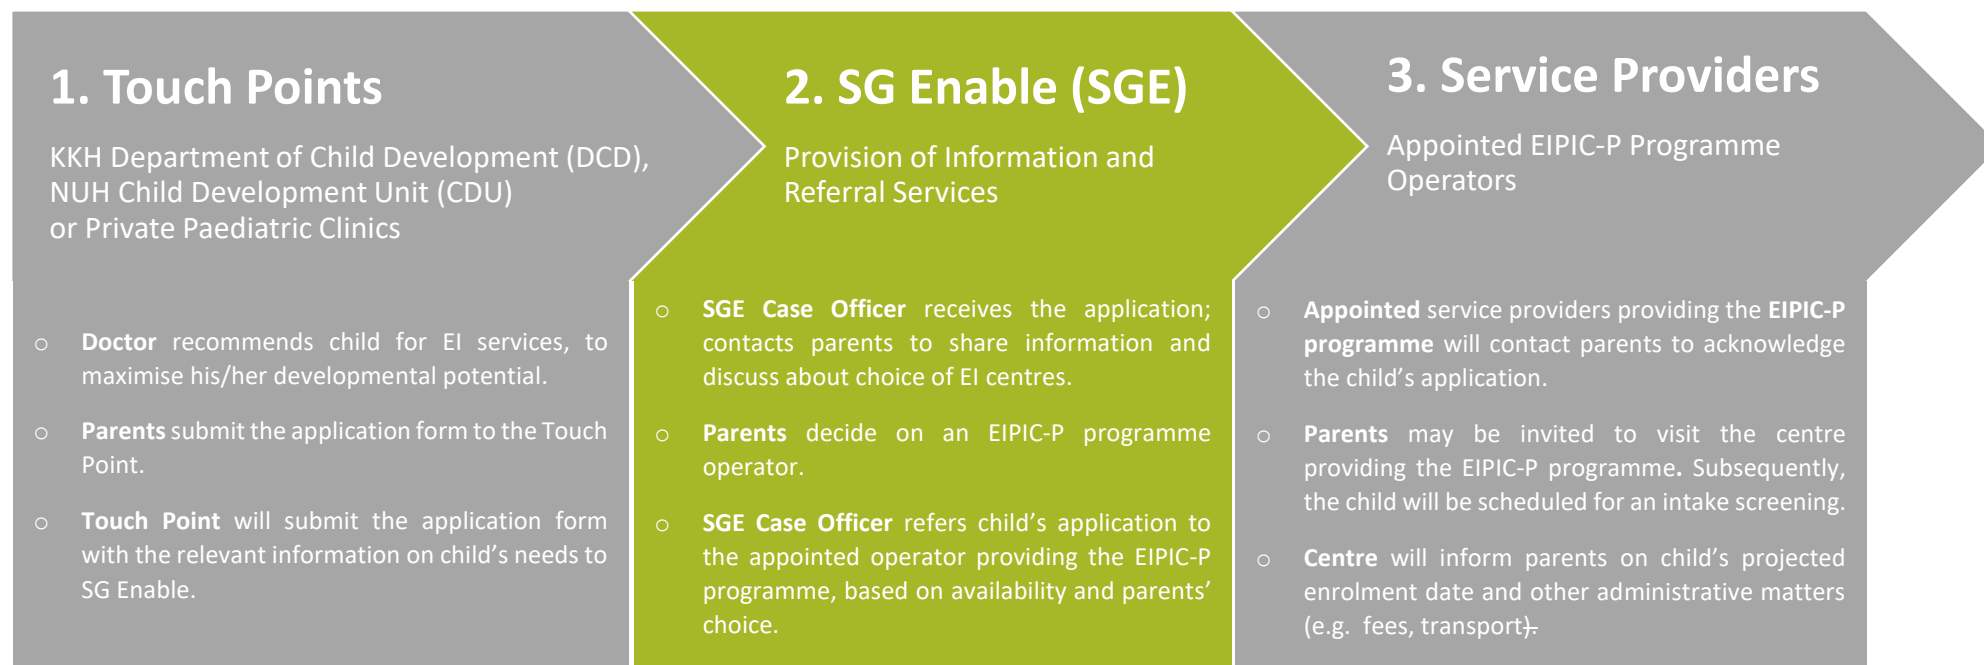 1. Touch Points
KKH Department of Child Development (DCD),
NUH Child Development Unit (CDU)
or Private Paediatric Clinics
o Doctor recommends child for EI services, to
maximise his/her developmental potential.
o Parents submit the application form to the Touch
Point.
o Touch Point will submit the application form
with the relevant information on child’s needs to
SG Enable.
2. SG Enable (SGE)
Provision of Information and
Referral Services
o SGE Case Officer receives the application;
contacts parents to share information and
discuss about choice of EI centres.
o Parents decide on an EIPIC-P programme
operator.
o SGE Case Officer refers child’s application to
the appointed operator providing the EIPIC-P
programme, based on availability and parents’
choice.
3. Service Providers
Appointed EIPIC-P Programme
Operators
o Appointed service providers providing the EIPIC-P
programme will contact parents to acknowledge
the child’s application.
o Parents may be invited to visit the centre
providing the EIPIC-P programme. Subsequently,
the child will be scheduled for an intake screening.
o Centre will inform parents on child’s projected
enrolment date and other administrative matters
(e.g. fees, transport).